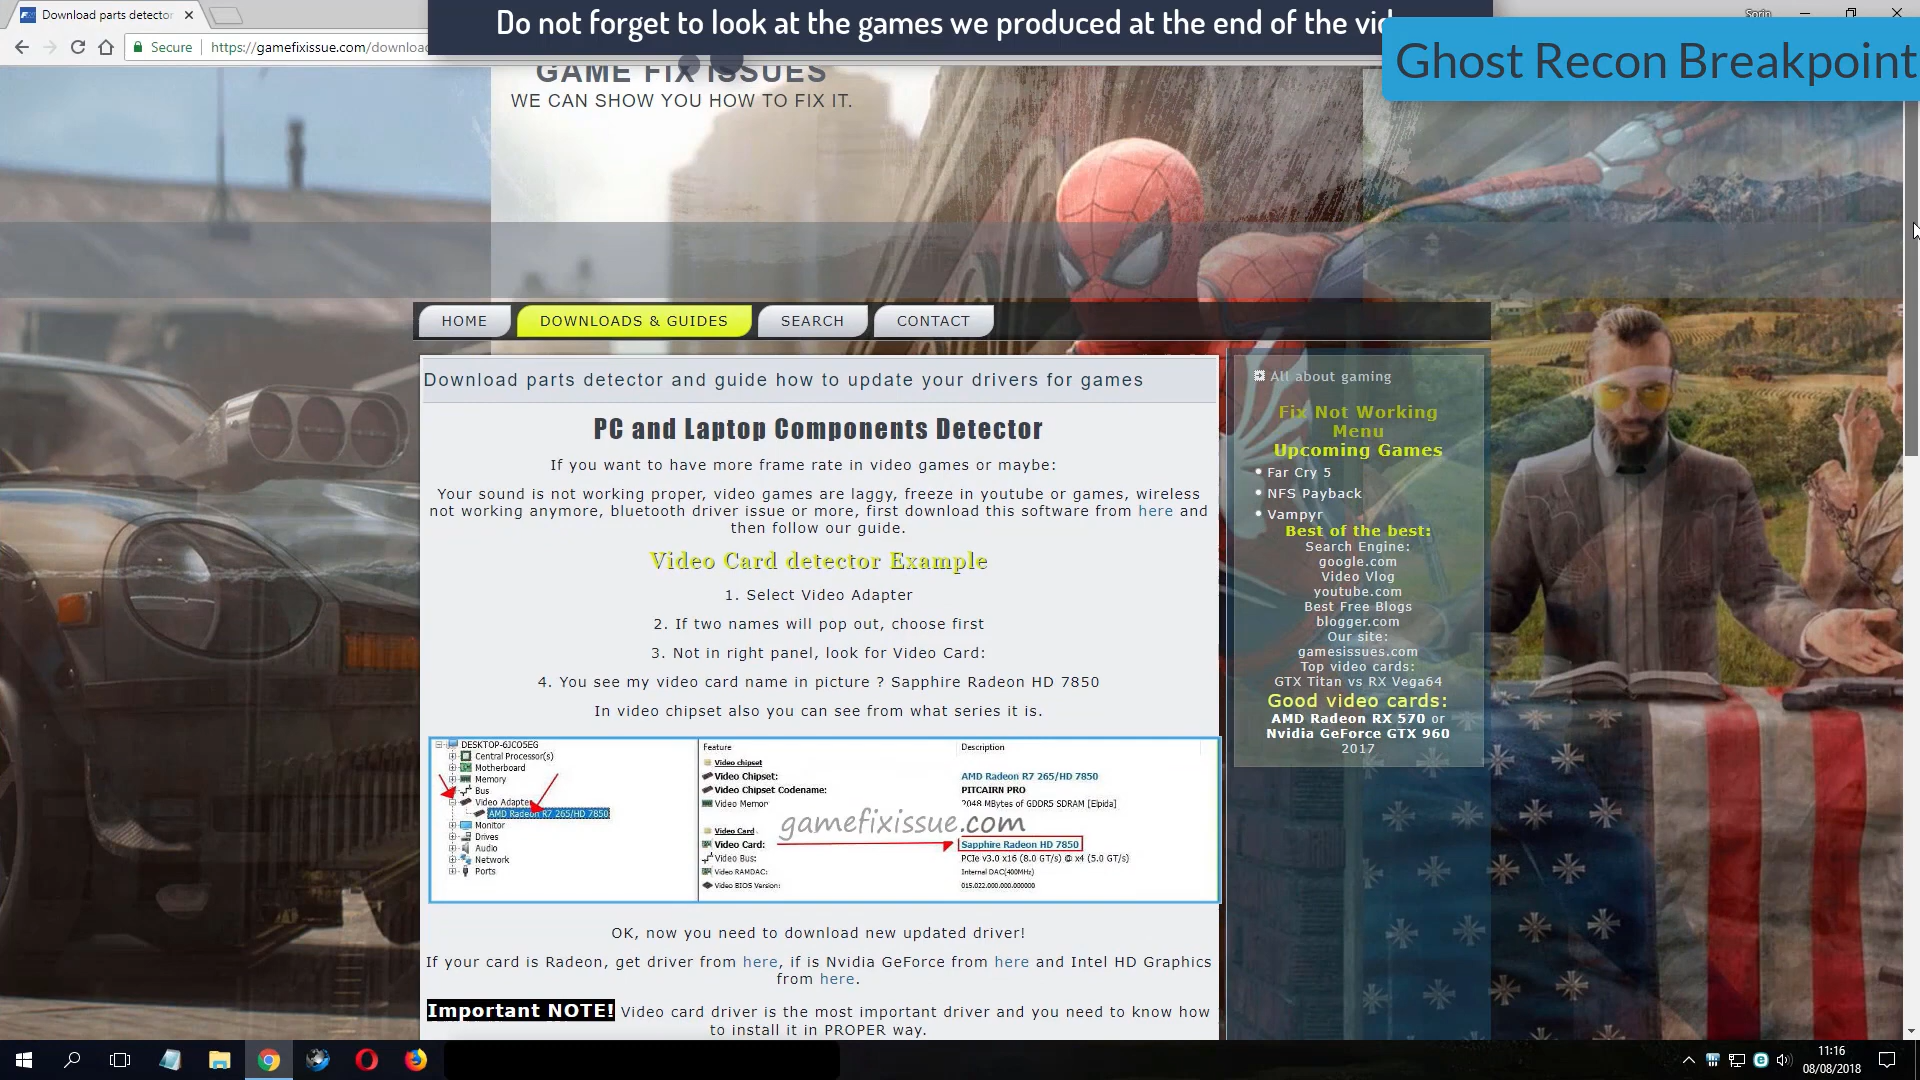 Download parts detector
Do not forget to look at the games we produced at the end of the vid
Sorin
Secure
https://gamefixissue.com/downloa
Ghost Recon Breakpoint
GAME FIX ISSUES
WE CAN SHOW YOU HOW TO FIX IT.
HOME
DOWNLOADS & GUIDES
SEARCH
CONTACT
Download parts detector and guide how to update your drivers for games
PC and Laptop Components Detector
If you want to have more frame rate in video games or maybe:
Your sound is not working proper, video games are laggy, freeze in youtube or games, wireless
not working anymore, bluetooth driver issue or more, first download this software from here and
then follow our guide.
Video Card detector Example
1. Select Video Adapter
2. If two names will pop out, choose first
3. Not in right panel, look for Video Card:
4. You see my video card name in picture ? Sapphire Radeon HD 7850
In video chipset also you can see from what series it is.
DESKTOP-6JCO5EG
Central Processor(s)
Motherboard
Memory
Bus
Video Adapter
AMD Radeon R7 265/HD 7850
Monitor
Drives
Audio
Network
Ports
Feature
Description
Video chipset
Video Chipset:
AMD Radeon R7 265/HD 7850
Video Chipset Codename:
PITCAIRN PRO
Video Memor
2048 MBytes of GDDR5 SDRAM [Elpida]
gamefixissue.com
Video Card
Video Card:
Sapphire Radeon HD 7850
Video Bus:
PCIe v3.0 x16 (8.0 GT/s) @ x4 (5.0 GT/s)
Video RAMDAC:
Internal DAC(400MHz)
Video BIOS Version:
015.022.000.000.000000
OK, now you need to download new updated driver!
If your card is Radeon, get driver from here, if is Nvidia GeForce from here and Intel HD Graphics
from here.
Important NOTE! Video card driver is the most important driver and you need to know how
to install it in PROPER way.
All about gaming
Fix Not Working
Menu
Upcoming Games
Far Cry 5
NFS Payback
Vampyr
Best of the best:
Search Engine:
google.com
Video Vlog
youtube.com
Best Free Blogs
blogger.com
Our site:
gamesissues.com
Top video cards:
GTX Titan vs RX Vega64
Good video cards:
AMD Radeon RX 570 or
Nvidia GeForce GTX 960
2017
11:16
08/08/2018